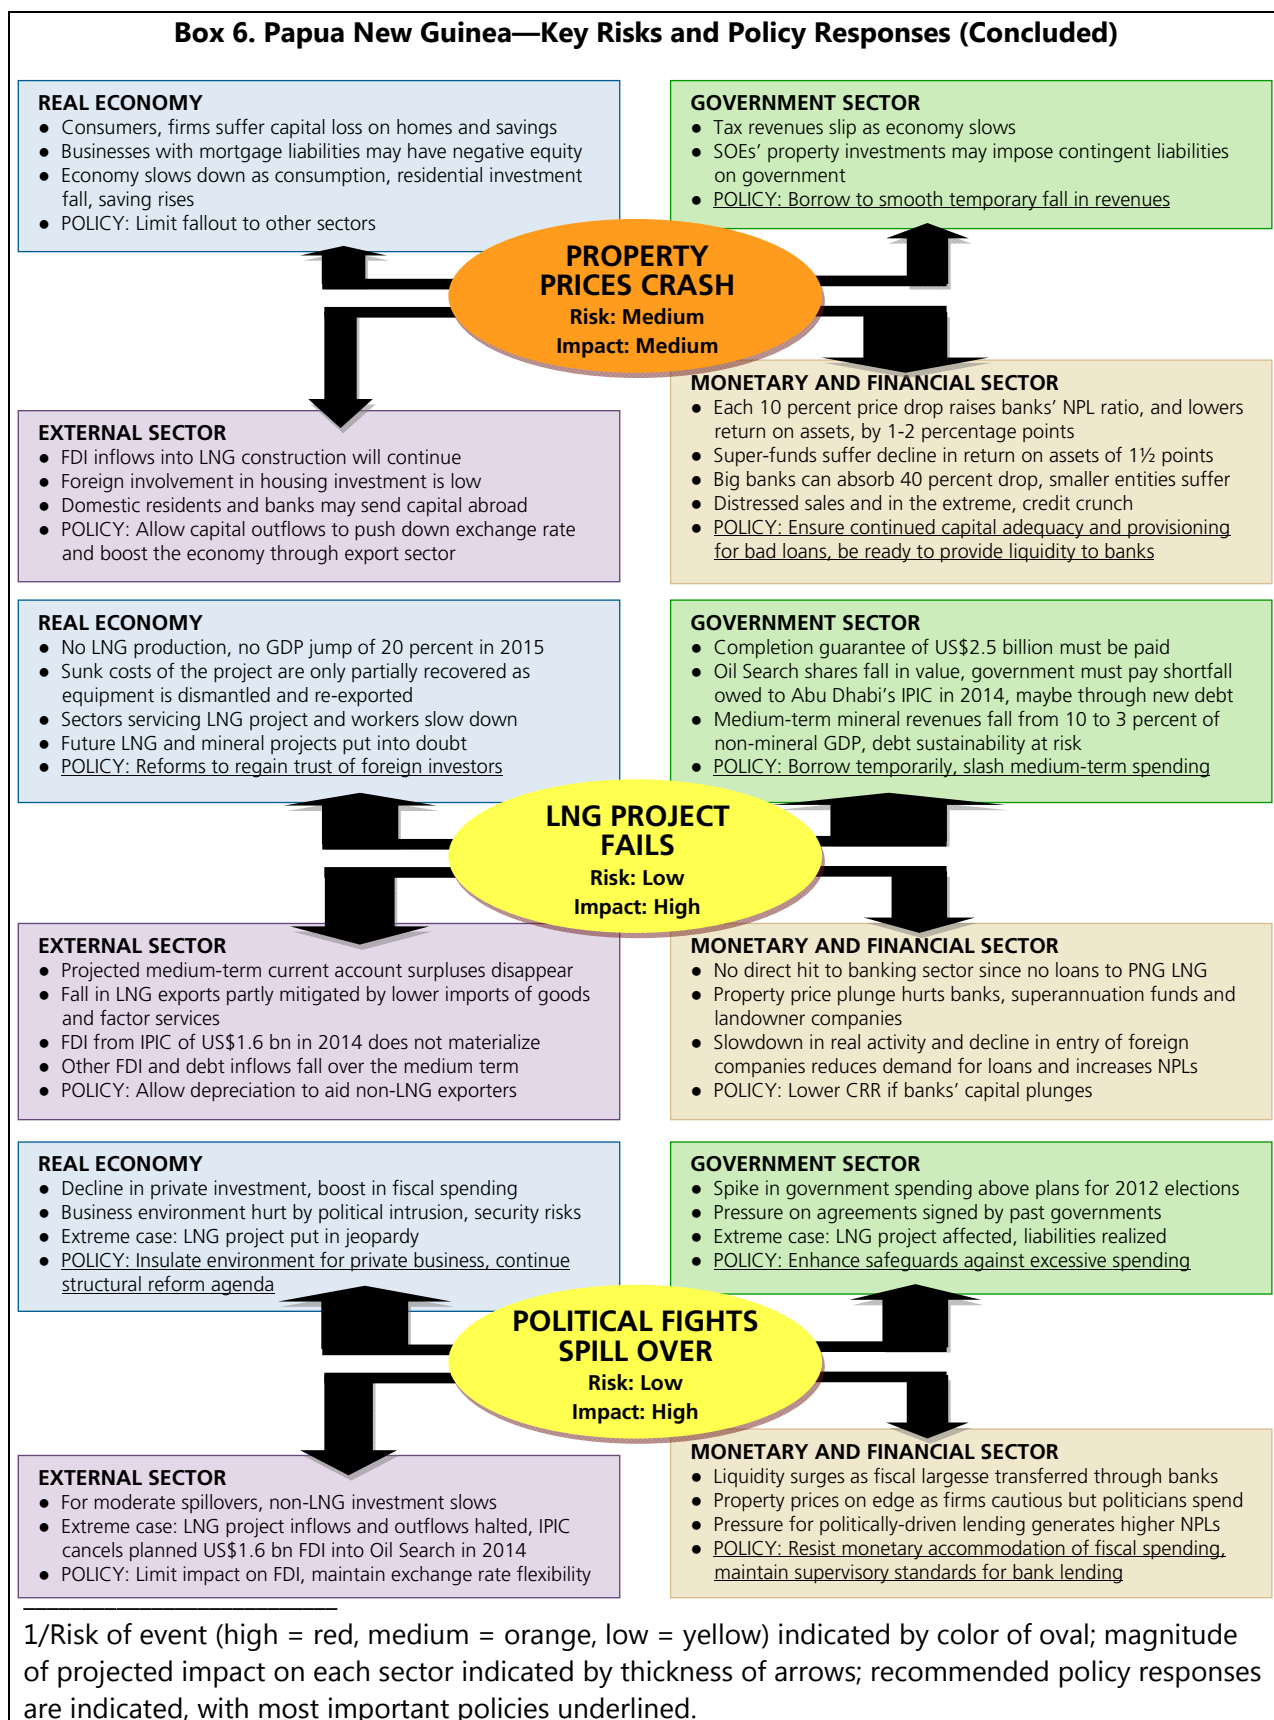 Box 6. Papua New Guinea—Key Risks and Policy Responses (Concluded)
REAL ECONOMY
● Consumers, firms suffer capital loss on homes and savings
● Businesses with mortgage liabilities may have negative equity
● Economy slows down as consumption, residential investment
fall, saving rises
● POLICY: Limit fallout to other sectors
GOVERNMENT SECTOR
● Tax revenues slip as economy slows
● SOEs’ property investments may impose contingent liabilities
on government
● POLICY: Borrow to smooth temporary fall in revenues
PROPERTY
PRICES CRASH
Risk: Medium
Impact: Medium
EXTERNAL SECTOR
● FDI inflows into LNG construction will continue
● Foreign involvement in housing investment is low
● Domestic residents and banks may send capital abroad
● POLICY: Allow capital outflows to push down exchange rate
and boost the economy through export sector
MONETARY AND FINANCIAL SECTOR
● Each 10 percent price drop raises banks’ NPL ratio, and lowers
return on assets, by 1-2 percentage points
● Super-funds suffer decline in return on assets of 1½ points
● Big banks can absorb 40 percent drop, smaller entities suffer
● Distressed sales and in the extreme, credit crunch
● POLICY: Ensure continued capital adequacy and provisioning
for bad loans, be ready to provide liquidity to banks
REAL ECONOMY
● No LNG production, no GDP jump of 20 percent in 2015
● Sunk costs of the project are only partially recovered as
equipment is dismantled and re-exported
● Sectors servicing LNG project and workers slow down
● Future LNG and mineral projects put into doubt
● POLICY: Reforms to regain trust of foreign investors
GOVERNMENT SECTOR
● Completion guarantee of US$2.5 billion must be paid
● Oil Search shares fall in value, government must pay shortfall
owed to Abu Dhabi’s IPIC in 2014, maybe through new debt
● Medium-term mineral revenues fall from 10 to 3 percent of
non-mineral GDP, debt sustainability at risk
● POLICY: Borrow temporarily, slash medium-term spending
LNG PROJECT
FAILS
Risk: Low
Impact: High
EXTERNAL SECTOR
● Projected medium-term current account surpluses disappear
● Fall in LNG exports partly mitigated by lower imports of goods
and factor services
● FDI from IPIC of US$1.6 bn in 2014 does not materialize
● Other FDI and debt inflows fall over the medium term
● POLICY: Allow depreciation to aid non-LNG exporters
MONETARY AND FINANCIAL SECTOR
● No direct hit to banking sector since no loans to PNG LNG
● Property price plunge hurts banks, superannuation funds and
landowner companies
● Slowdown in real activity and decline in entry of foreign
companies reduces demand for loans and increases NPLs
● POLICY: Lower CRR if banks’ capital plunges
REAL ECONOMY
● Decline in private investment, boost in fiscal spending
● Business environment hurt by political intrusion, security risks
● Extreme case: LNG project put in jeopardy
● POLICY: Insulate environment for private business, continue
structural reform agenda
GOVERNMENT SECTOR
● Spike in government spending above plans for 2012 elections
● Pressure on agreements signed by past governments
● Extreme case: LNG project affected, liabilities realized
● POLICY: Enhance safeguards against excessive spending
POLITICAL FIGHTS
SPILL OVER
Risk: Low
Impact: High
EXTERNAL SECTOR
● For moderate spillovers, non-LNG investment slows
● Extreme case: LNG project inflows and outflows halted, IPIC
cancels planned US$1.6 bn FDI into Oil Search in 2014
● POLICY: Limit impact on FDI, maintain exchange rate flexibility
MONETARY AND FINANCIAL SECTOR
● Liquidity surges as fiscal largesse transferred through banks
● Property prices on edge as firms cautious but politicians spend
● Pressure for politically-driven lending generates higher NPLs
● POLICY: Resist monetary accommodation of fiscal spending,
maintain supervisory standards for bank lending
1/Risk of event (high = red, medium = orange, low = yellow) indicated by color of oval; magnitude
of projected impact on each sector indicated by thickness of arrows; recommended policy responses
are indicated, with most important policies underlined.